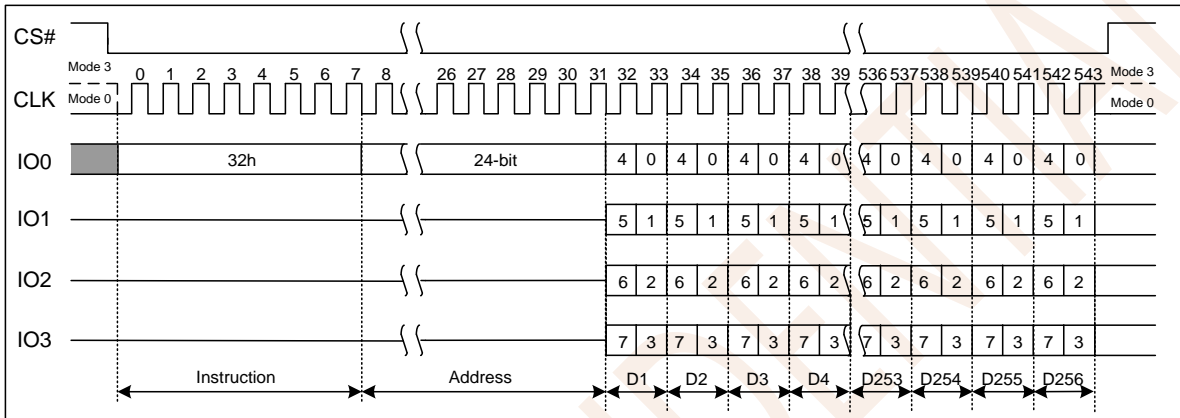 CS#
Mode 3 0 1 2 3 4 5 6 7 8 26 27 28 29 30 31 32 33 34 35 36 37 38 39 536 537 538 539 540 541 542 543 Mode 3
CLK
Mode 0 Mode 0
IO0 32h 24-bit 4 0 4 0 4 0 4 0 4 0 4 0 4 0 4 0
IO1 5 1 5 1 5 1 5 1 5 1 5 1 5 1 5 1
IO2 6 2 6 2 6 2 6 2 6 2 6 2 6 2 6 2
IO3 7 3 7 3 7 3 7 3 7 3 7 3 7 3 7 3
Instruction Address D1 D2 D3 D4 D253 D254 D255 D256